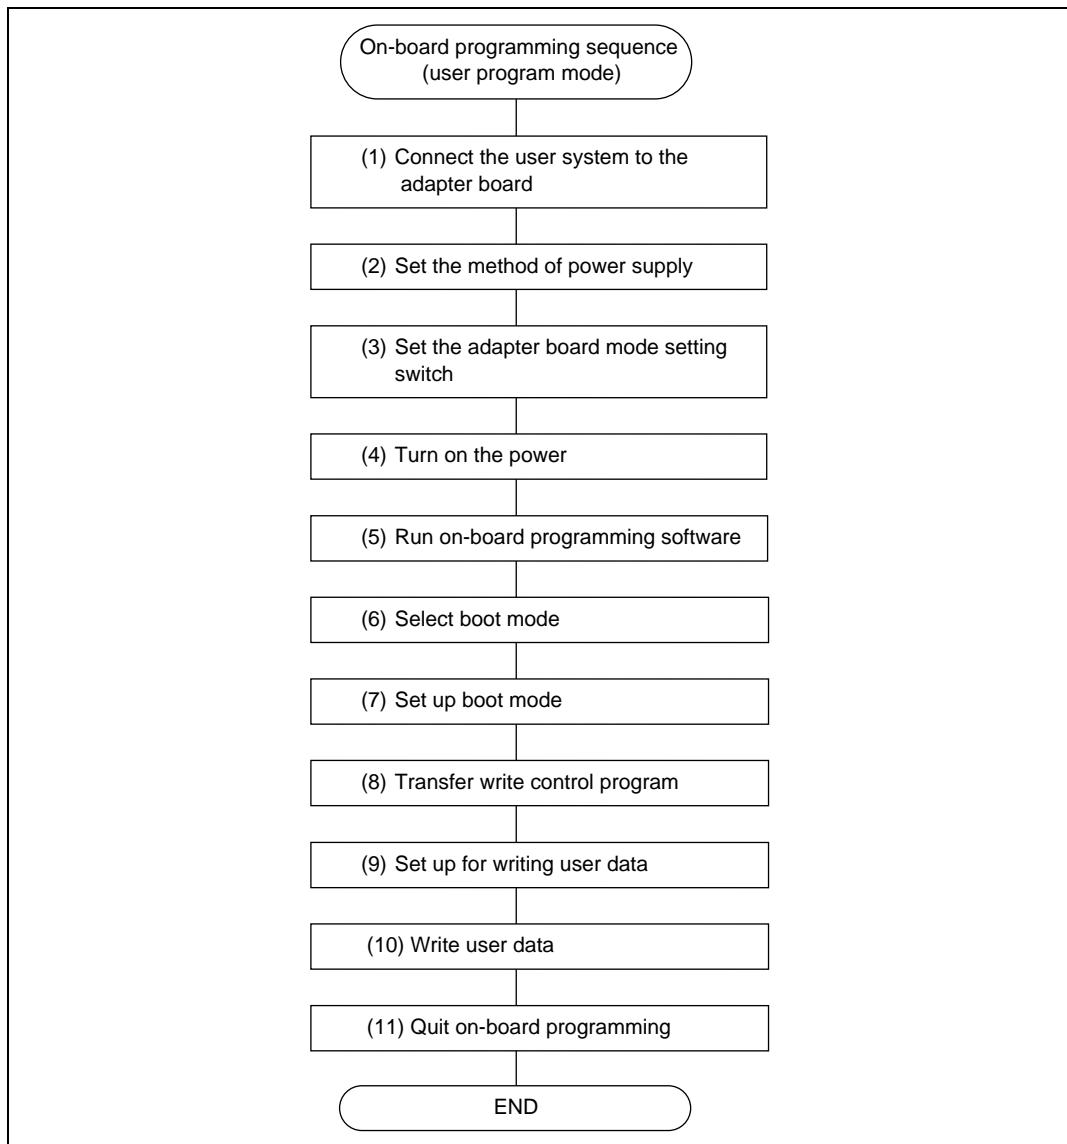 On-board programming sequence
(user program mode)
(1) Connect the user system to the
adapter board
(2) Set the method of power supply
(3) Set the adapter board mode setting
switch
(4) Turn on the power
(5) Run on-board programming software
(6) Select boot mode
(7) Set up boot mode
(8) Transfer write control program
(9) Set up for writing user data
(10) Write user data
(11) Quit on-board programming
END